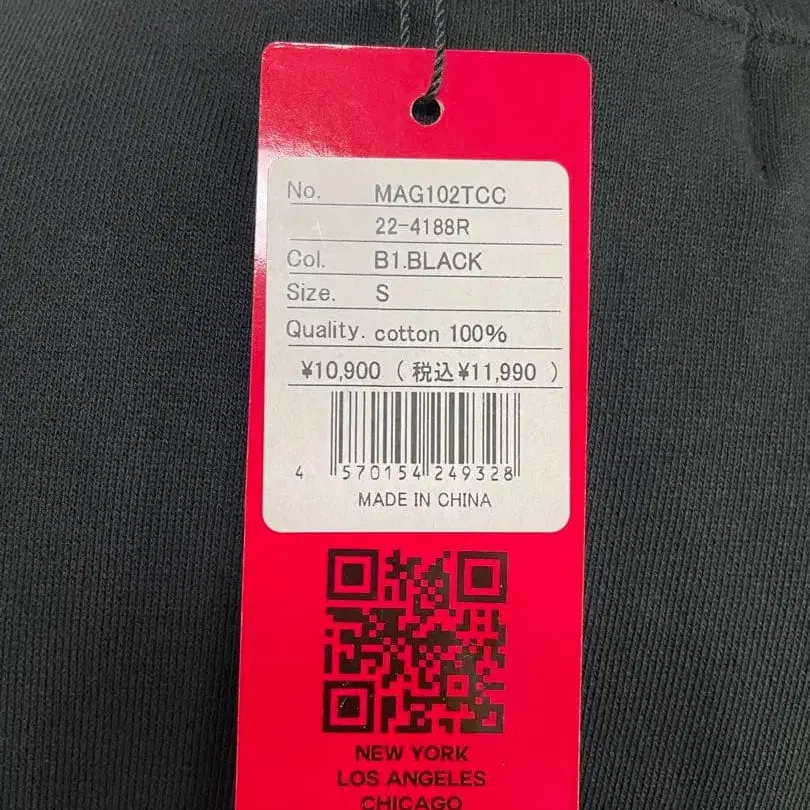 No. MAG102TCC
22-4188R
Col. B1.BLACK
Size. S
Quality. cotton 100%
¥10,900 ( 税込¥11,990 )
4 570154 249328
MADE IN CHINA
NEW YORK
LOS ANGELES
CHICAGO